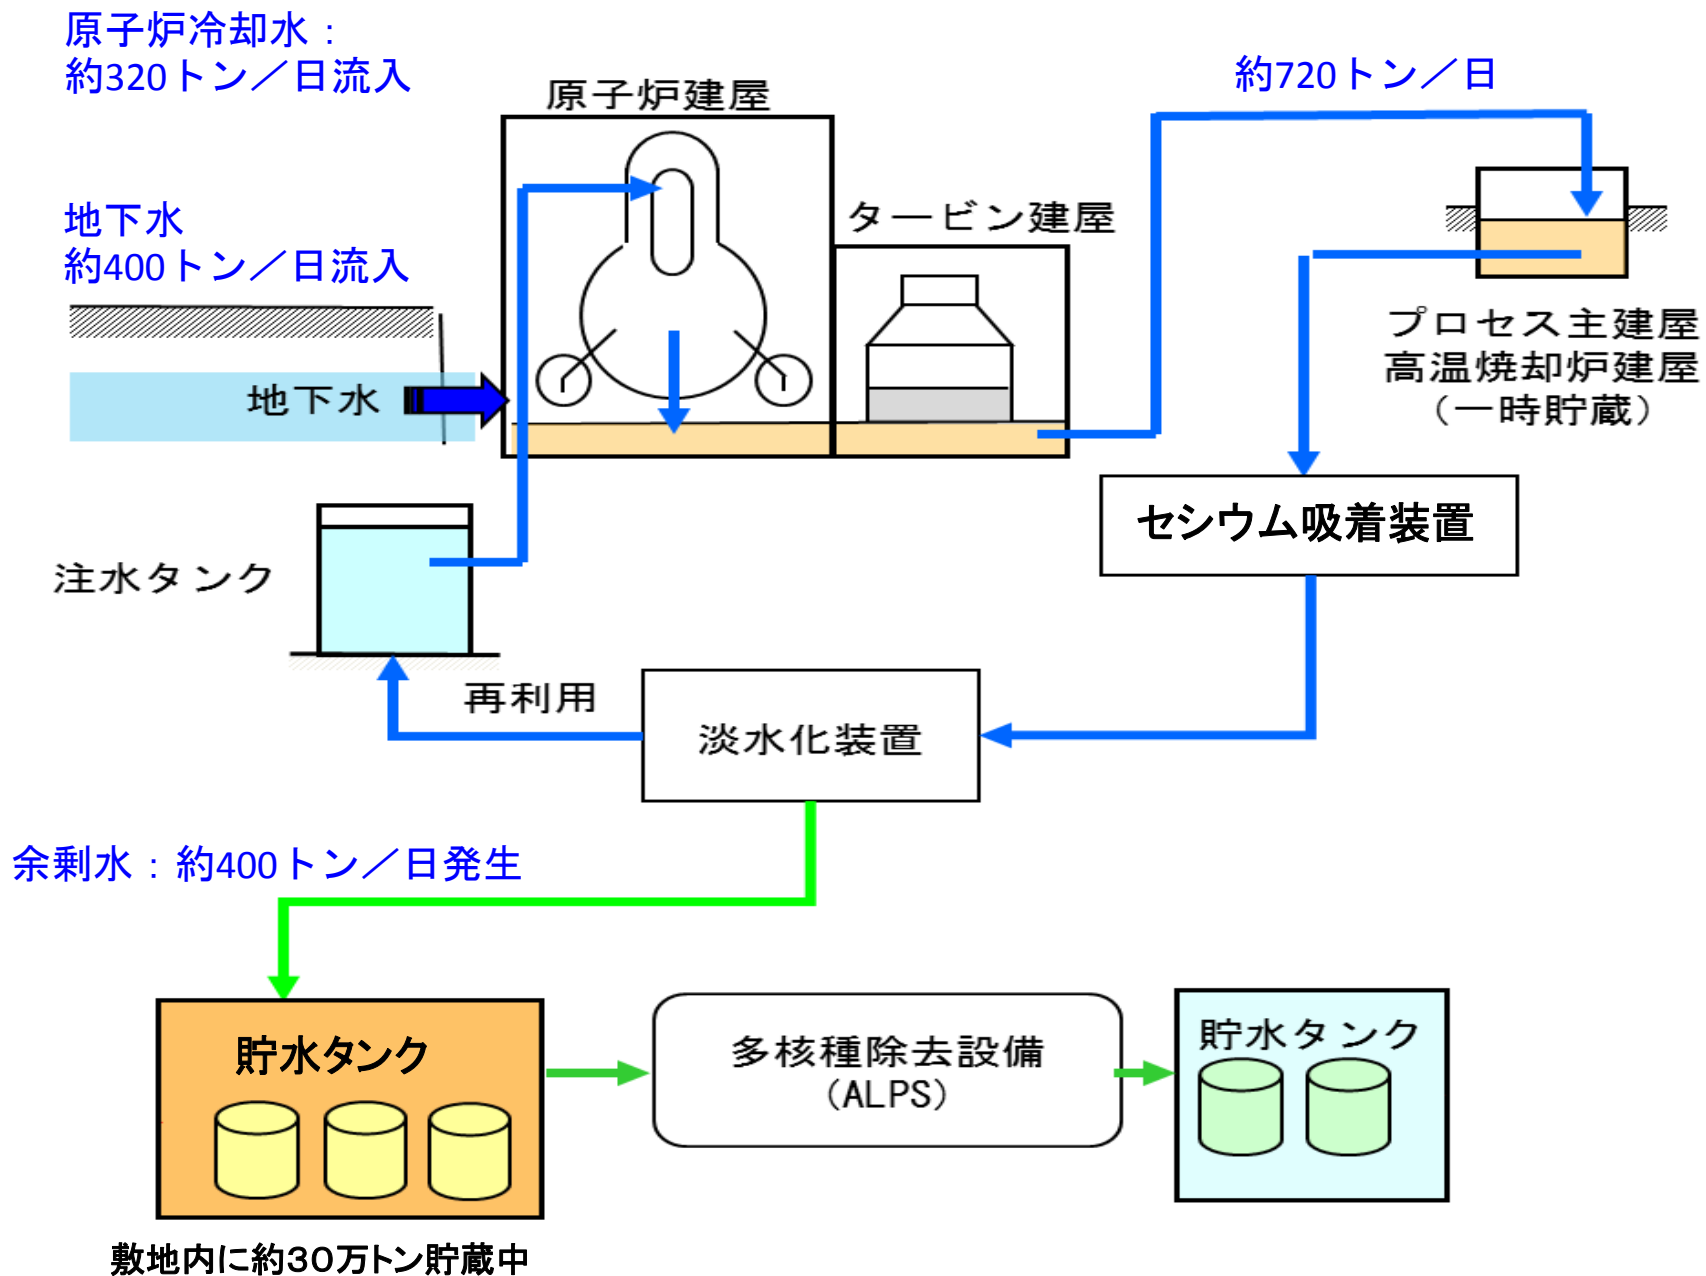 原子炉冷却水：
約320トン／日流入
原子炉建屋
約720トン／日
地下水
約400トン／日流入
タービン建屋
地下水
プロセス主建屋
高温焼却炉建屋
（一時貯蔵）
セシウム吸着装置
注水タンク
再利用
淡水化装置
余剰水：約400トン／日発生
貯水タンク
多核種除去設備
（ALPS）
貯水タンク
敷地内に約３０万トン貯蔵中